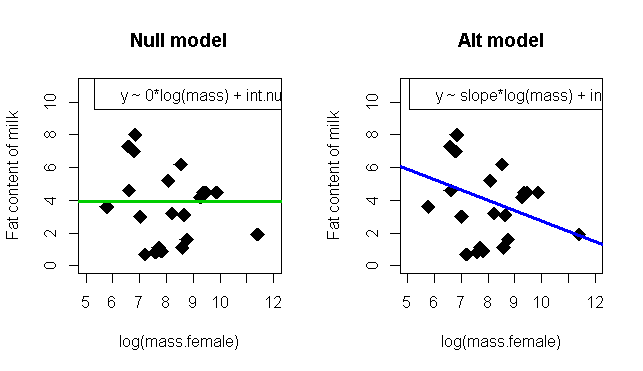 Null model
y ~ 0*log(mass) + int.nu
Fat content of milk
10
8
6
4
2
0
5 6 7 8 9 10 12
log(mass.female)
Alt model
y ~ slope*log(mass) + in
Fat content of milk
10
8
6
4
2
0
5 6 7 8 9 10 12
log(mass.female)